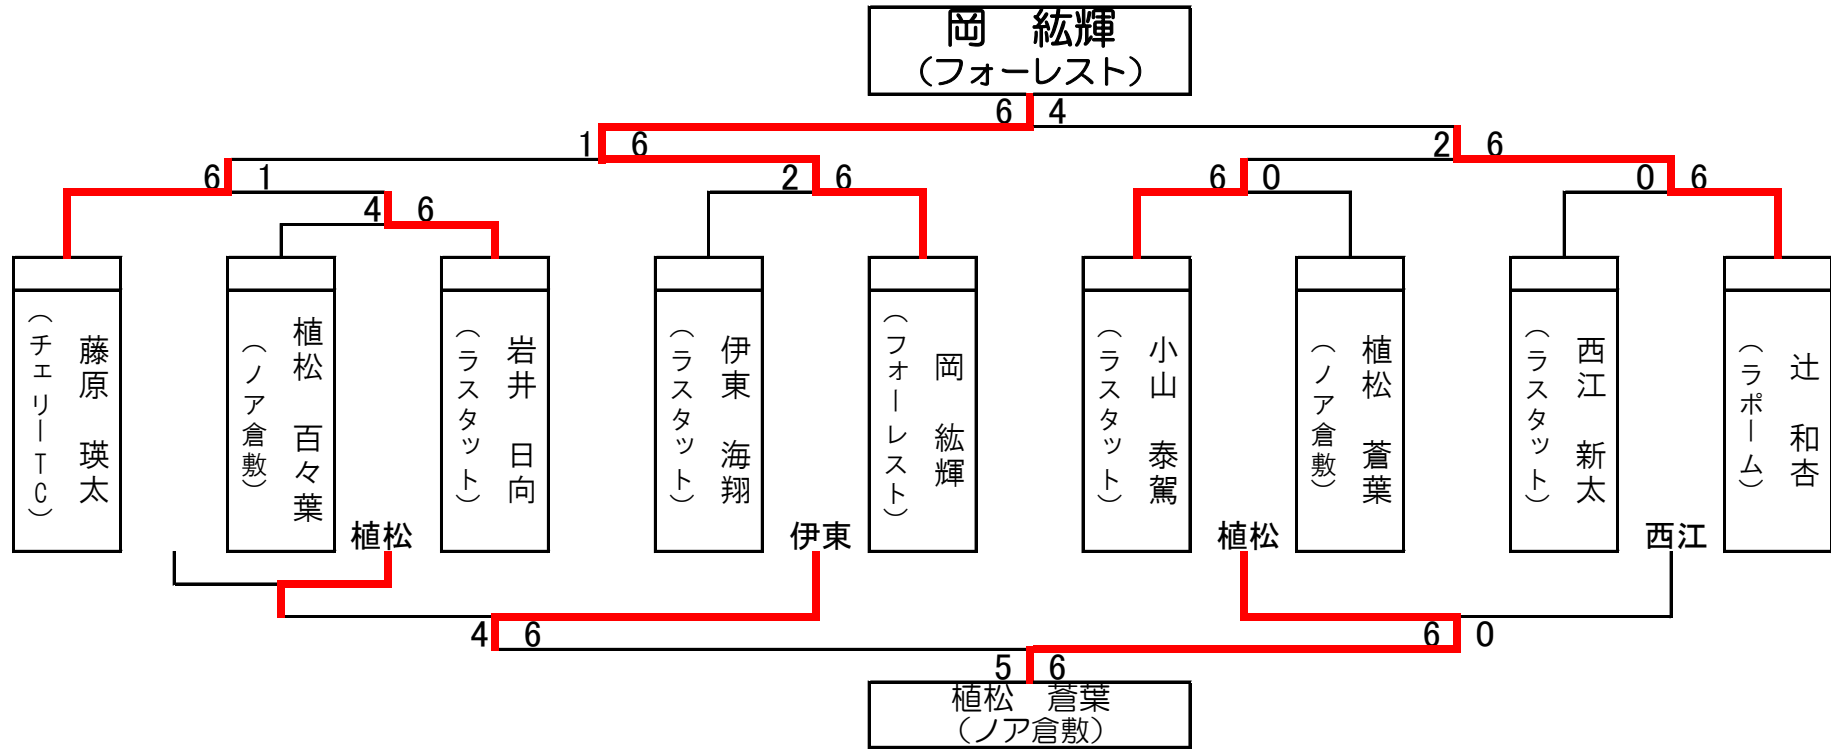 岡　紘輝
（フォーレスト）
6 4
1 6
2 6
6 1
2 6
6 0
0 6
4 6
藤原　瑛太
（チェリーTC）
植松　百々葉
（ノア倉敷）
岩井　日向
（ラスタット）
伊東　海翔
（ラスタット）
岡　紘輝
（フォーレスト）
小山　泰駕
（ラスタット）
植松　蒼葉
（ノア倉敷）
西江　新太
（ラスタット）
辻　和杏
（ラポーム）
植松
伊東
植松
西江
4 6
6 0
5 6
植松　蒼葉
（ノア倉敷）